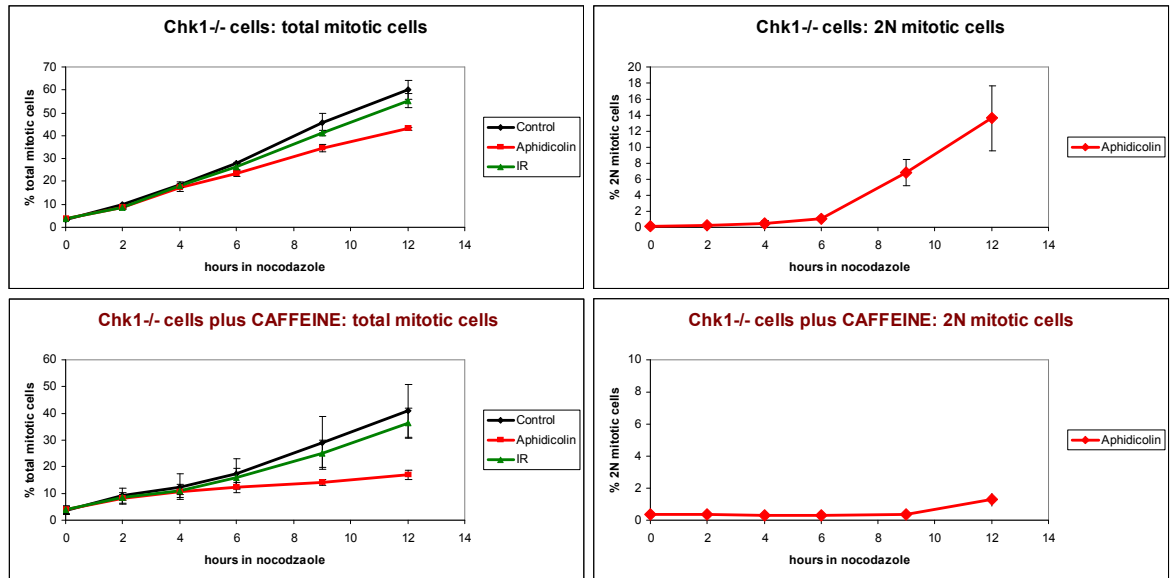 Chk1-/- cells: total mitotic cells
% total mitotic cells
70
60
50
40
30
20
10
0
0 2 4 6 8 10 12 14
hours in nocodazole
Control
Aphidicolin
IR
Chk1-/- cells: 2N mitotic cells
% 2N mitotic cells
20
18
16
14
12
10
8
6
4
2
0
0 2 4 6 8 10 12 14
hours in nocodazole
Aphidicolin
Chk1-/- cells plus CAFFEINE: total mitotic cells
% total mitotic cells
60
50
40
30
20
10
0
0 2 4 6 8 10 12 14
hours in nocodzaole
Control
Aphidicolin
IR
Chk1-/- cells plus CAFFEINE: 2N mitotic cells
% 2N mitotic cells
10
8
6
4
2
0
0 2 4 6 8 10 12 14
hours in nocodazole
Aphidicolin